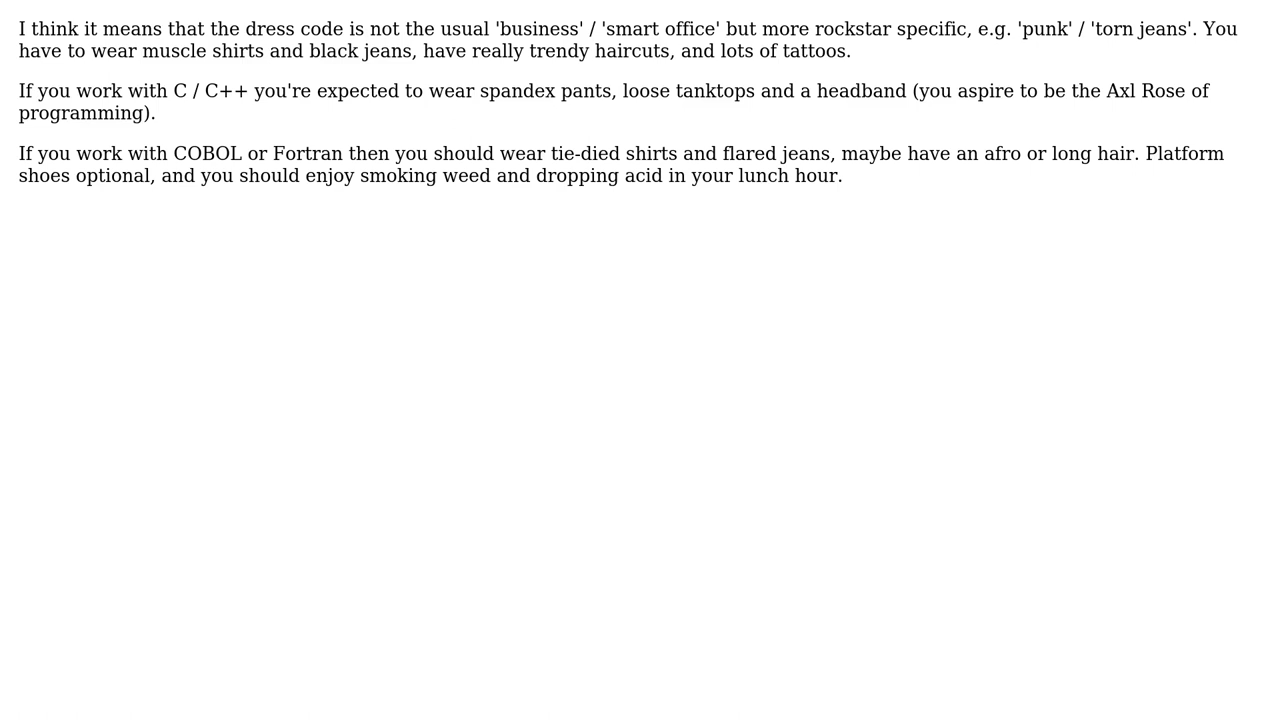 I think it means that the dress code is not the usual 'business' / 'smart office' but more rockstar specific, e.g. 'punk' / 'torn jeans'. You
have to wear muscle shirts and black jeans, have really trendy haircuts, and lots of tattoos.
If you work with C / C++ you're expected to wear spandex pants, loose tanktops and a headband (you aspire to be the Axl Rose of
programming).
If you work with COBOL or Fortran then you should wear tie-died shirts and flared jeans, maybe have an afro or long hair. Platform
shoes optional, and you should enjoy smoking weed and dropping acid in your lunch hour.